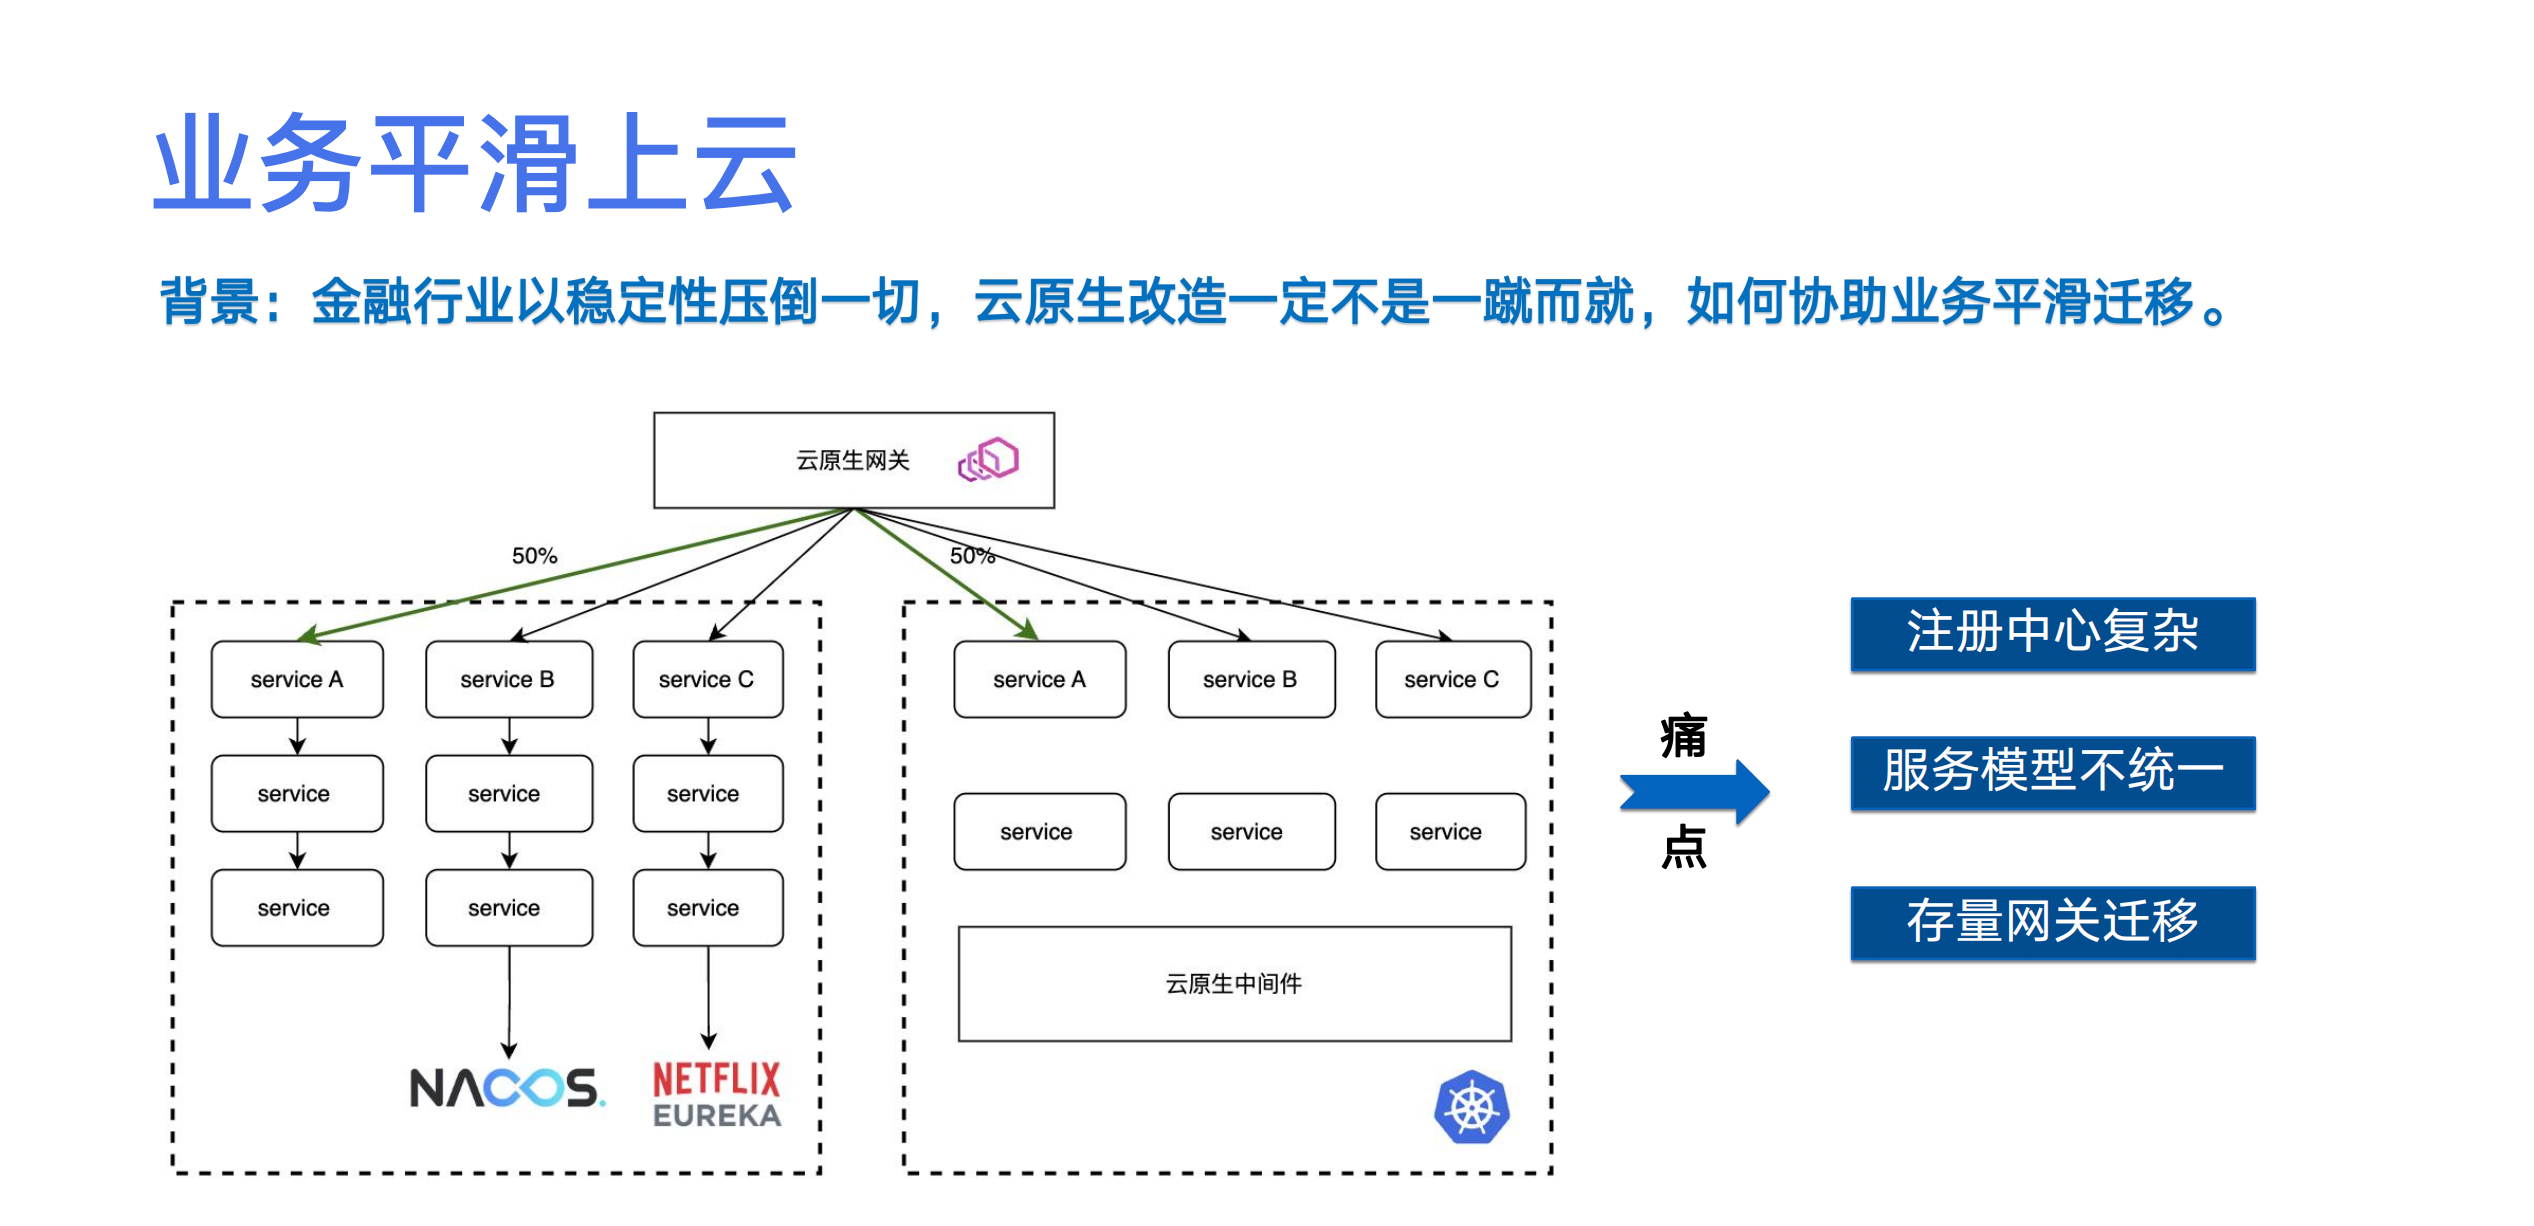 业务平滑上云
背景：金融行业以稳定性压倒一切，云原生改造一定不是一蹴而就，如何协助业务平滑迁移。
云原生网关
50%
50%
service A
service B
service C
service
service
service
service
service
service
NACOS.
NETFLIX
EUREKA
service A
service B
service C
service
service
service
云原生中间件
痛
点
注册中心复杂
服务模型不统一
存量网关迁移